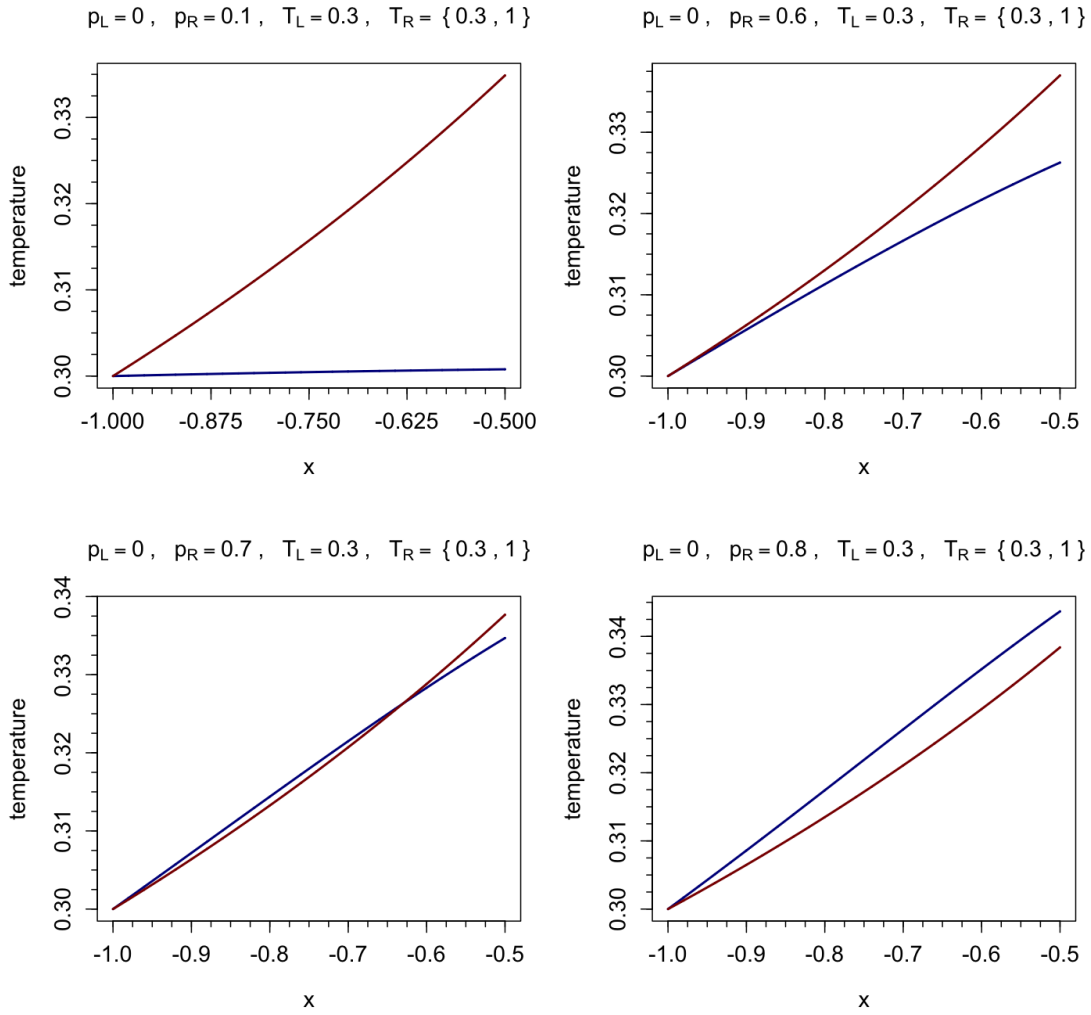 p_L = 0 , p_R = 0.1 , T_L = 0.3 , T_R = { 0.3 , 1 }
temperature
0.33
0.32
0.31
0.30
-1.000 -0.875 -0.750 -0.625 -0.500
x
p_L = 0 , p_R = 0.6 , T_L = 0.3 , T_R = { 0.3 , 1 }
temperature
0.33
0.32
0.31
0.30
-1.0 -0.9 -0.8 -0.7 -0.6 -0.5
x
p_L = 0 , p_R = 0.7 , T_L = 0.3 , T_R = { 0.3 , 1 }
temperature
0.34
0.33
0.32
0.31
0.30
-1.0 -0.9 -0.8 -0.7 -0.6 -0.5
x
p_L = 0 , p_R = 0.8 , T_L = 0.3 , T_R = { 0.3 , 1 }
temperature
0.34
0.33
0.32
0.31
0.30
-1.0 -0.9 -0.8 -0.7 -0.6 -0.5
x